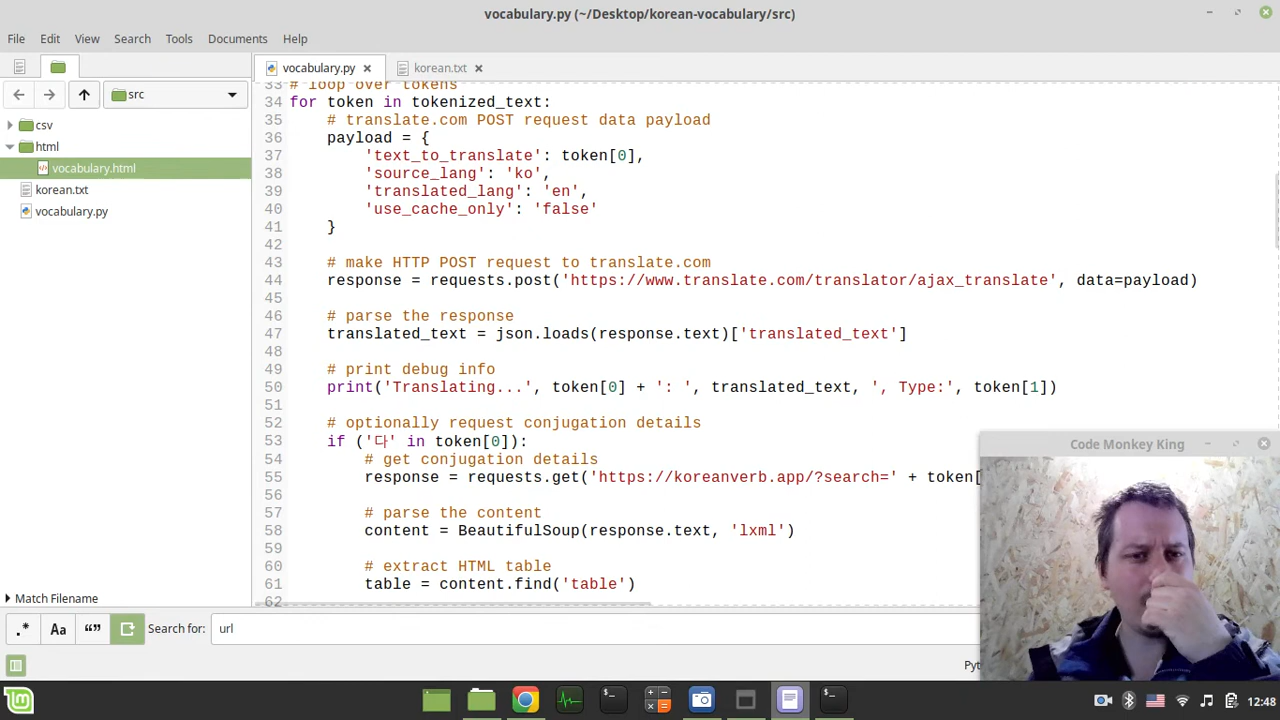 vocabulary.py (~/Desktop/korean-vocabulary/src)
File Edit View Search Tools Documents Help
vocabulary.py korean.txt
src
csv
html
vocabulary.html
korean.txt
vocabulary.py
33 # loop over tokens
34 for token in tokenized_text:
35 # translate.com POST request data payload
36 payload = {
37 'text_to_translate': token[0],
38 'source_lang': 'ko',
39 'translated_lang': 'en',
40 'use_cache_only': 'false'
41 }
42
43 # make HTTP POST request to translate.com
44 response = requests.post('https://www.translate.com/translator/ajax_translate', data=payload)
45
46 # parse the response
47 translated_text = json.loads(response.text)['translated_text']
48
49 # print debug info
50 print('Translating...', token[0] + ': ', translated_text, ', Type:', token[1])
51
52 # optionally request conjugation details
53 if ('다' in token[0]):
54 # get conjugation details
55 response = requests.get('https://koreanverb.app/?search=' + token[
56
57 # parse the content
58 content = BeautifulSoup(response.text, 'lxml')
59
60 # extract HTML table
61 table = content.find('table')
62
Match Filename
Code Monkey King
.* Aa “” Search for: url
Pyt
12:48